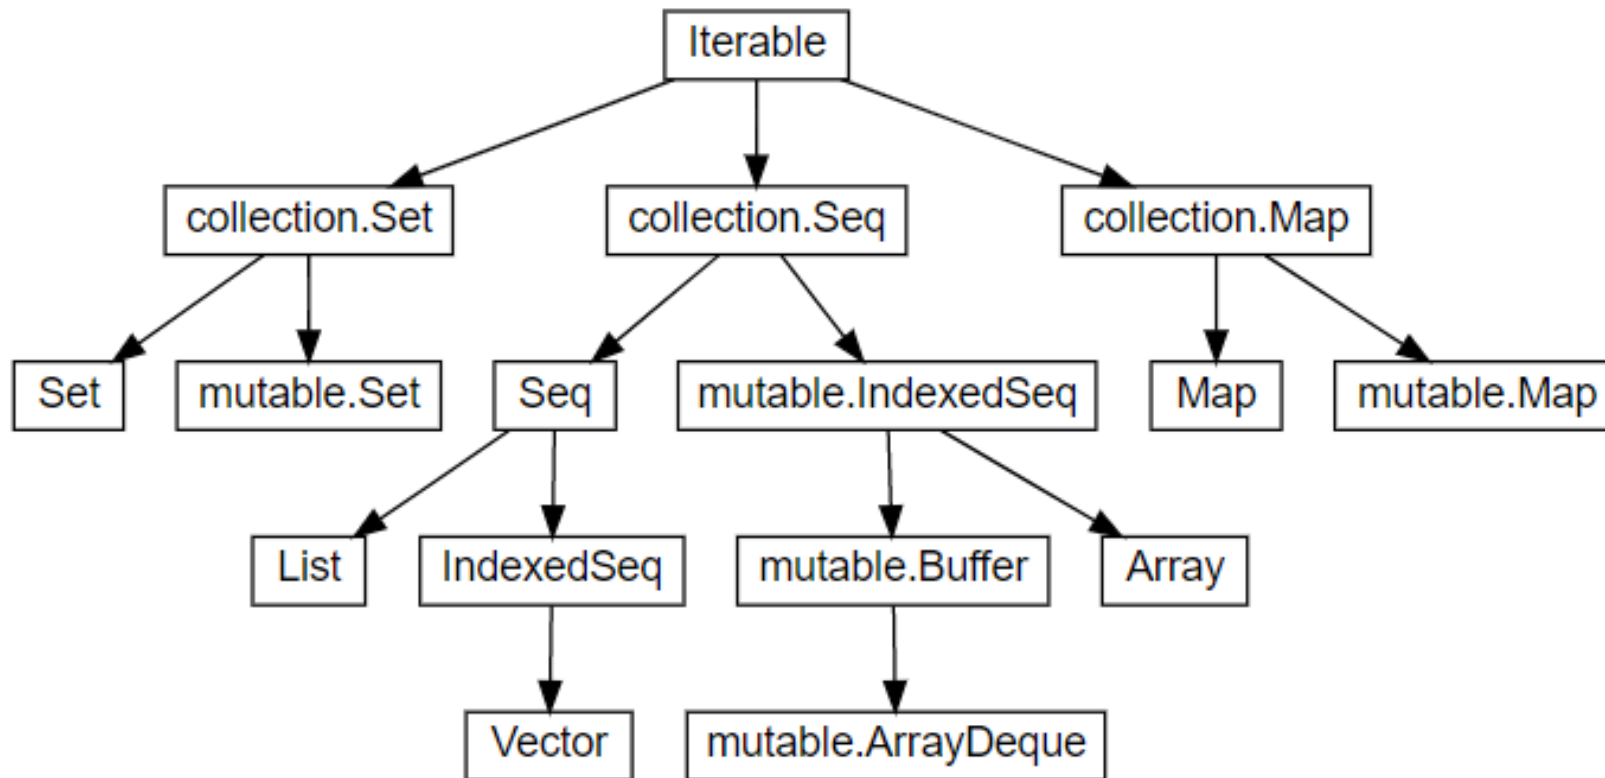 Iterable
collection.Set
collection.Seq
collection.Map
Set
mutable.Set
Seq
mutable.IndexedSeq
Map
mutable.Map
List
IndexedSeq
mutable.Buffer
Array
Vector
mutable.ArrayDeque